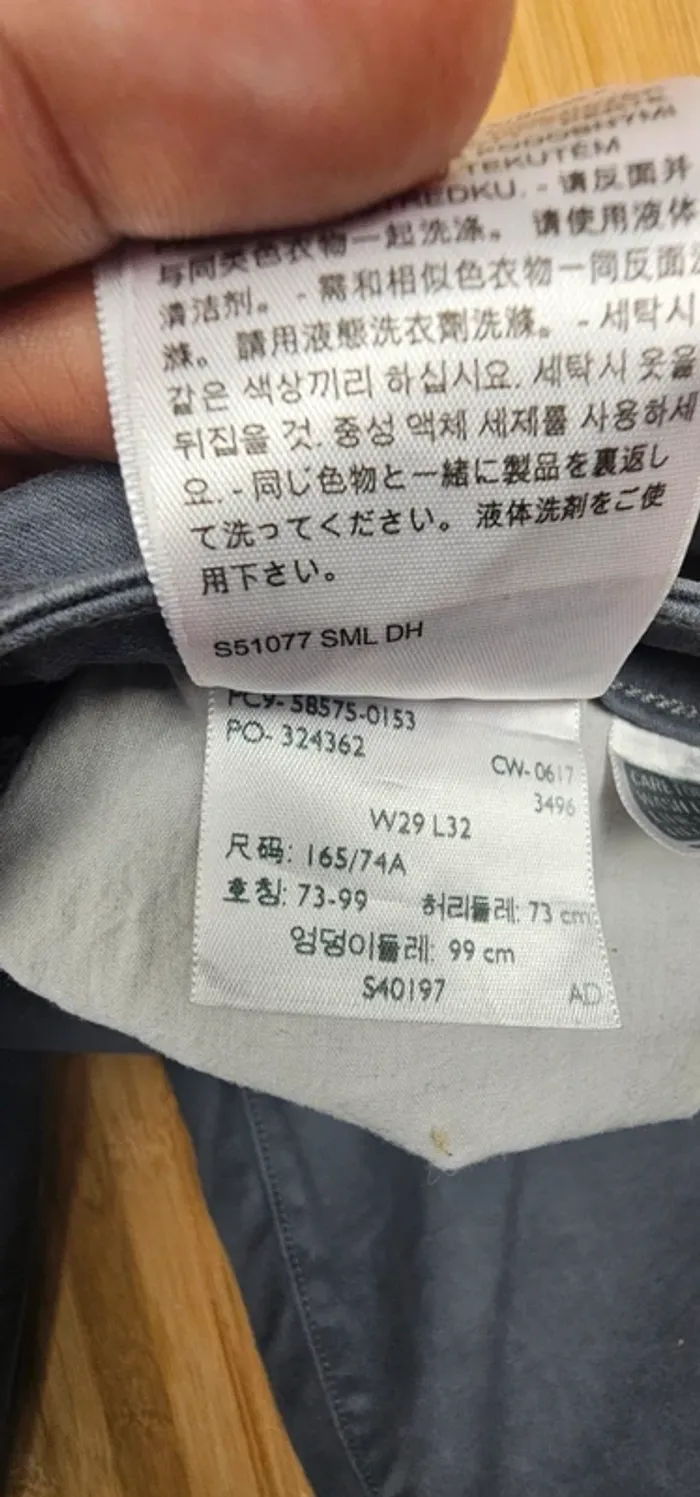 PODOBNÝMI
TEKUTÉM
- 请反面并
与同类色衣物一起洗涤。 请使用液体
清洁剂。 - 需和相似色衣物一同反面
滌。 請用液態洗衣劑洗滌。 - 세탁시
같은 색상끼리 하십시요. 세탁시 옷을
뒤집을 것. 중성 액체 세제를 사용하세
요. - 同じ色物と一緒に製品を裏返し
て洗ってください。 液体洗剤をご使
用下さい。
S51077 SML DH
PC9- 58575-0153
PO- 324362
CW- 0617
3496
W29 L32
尺码: 165/74A
호칭: 73-99 허리둘레: 73 cm
엉덩이둘레: 99 cm
S40197 AD
CARE